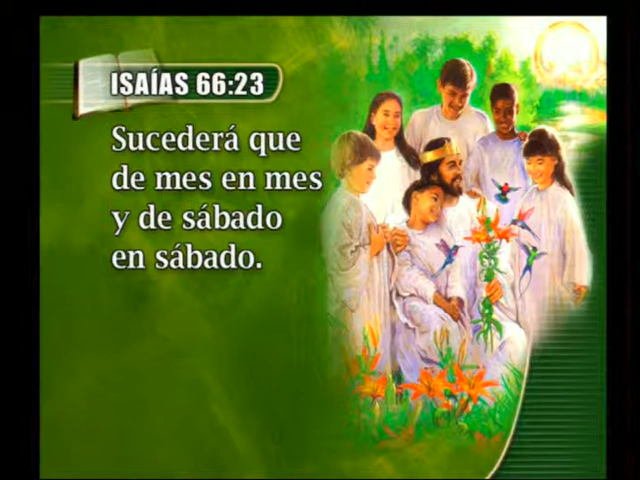 ISAÍAS 66:23
Sucederá que
de mes en mes
y de sábado
en sábado.